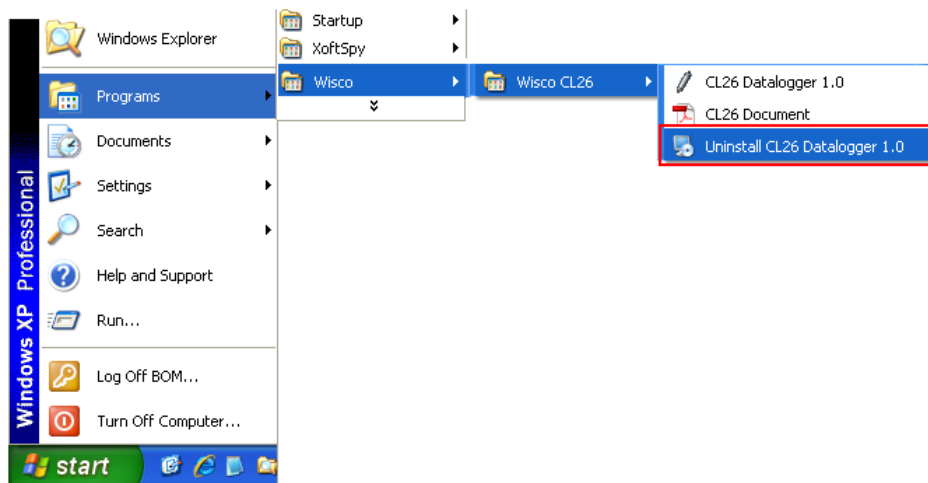 Windows Explorer
Programs
Documents
Settings
Search
Help and Support
Run...
Log Off BOM...
Turn Off Computer...
Windows XP Professional
start
Startup
XoftSpy
Wisco
Wisco CL26
CL26 Datalogger 1.0
CL26 Document
Uninstall CL26 Datalogger 1.0